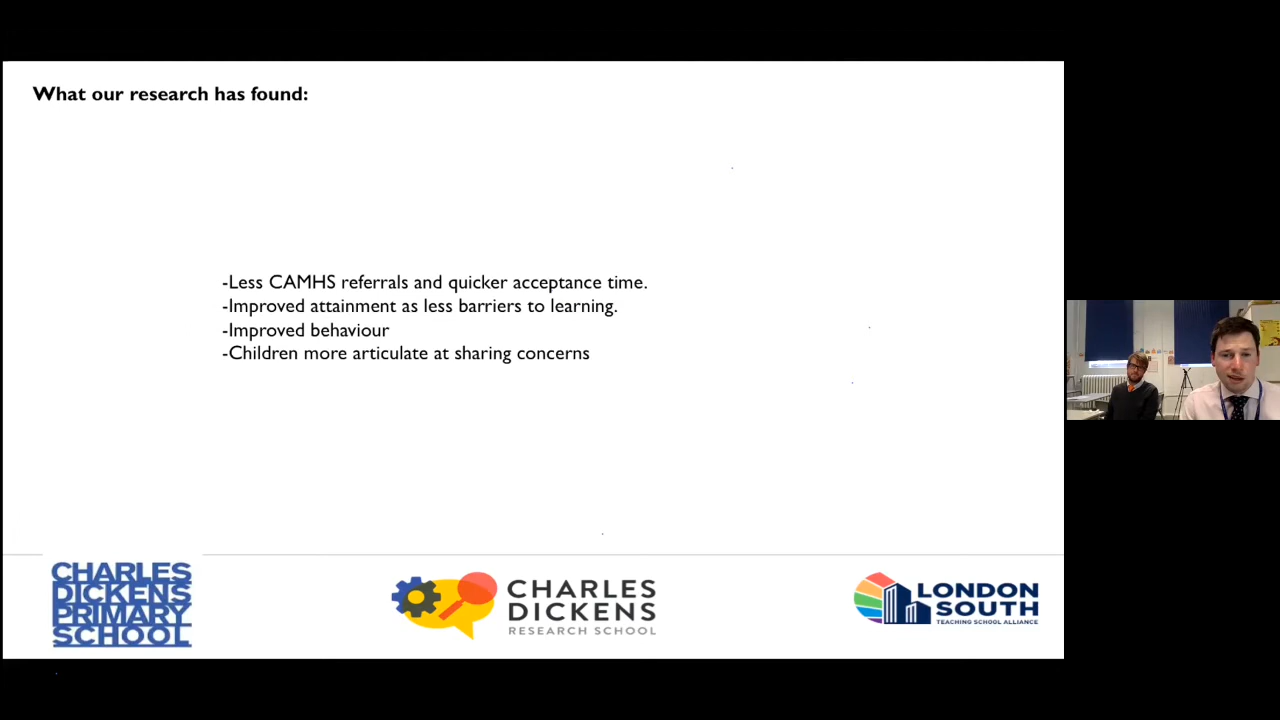 What our research has found:
-Less CAMHS referrals and quicker acceptance time.
-Improved attainment as less barriers to learning.
-Improved behaviour
-Children more articulate at sharing concerns
CHARLES
DICKENS
PRIMARY
SCHOOL
CHARLES
DICKENS
RESEARCH SCHOOL
LONDON
SOUTH
TEACHING SCHOOL ALLIANCE